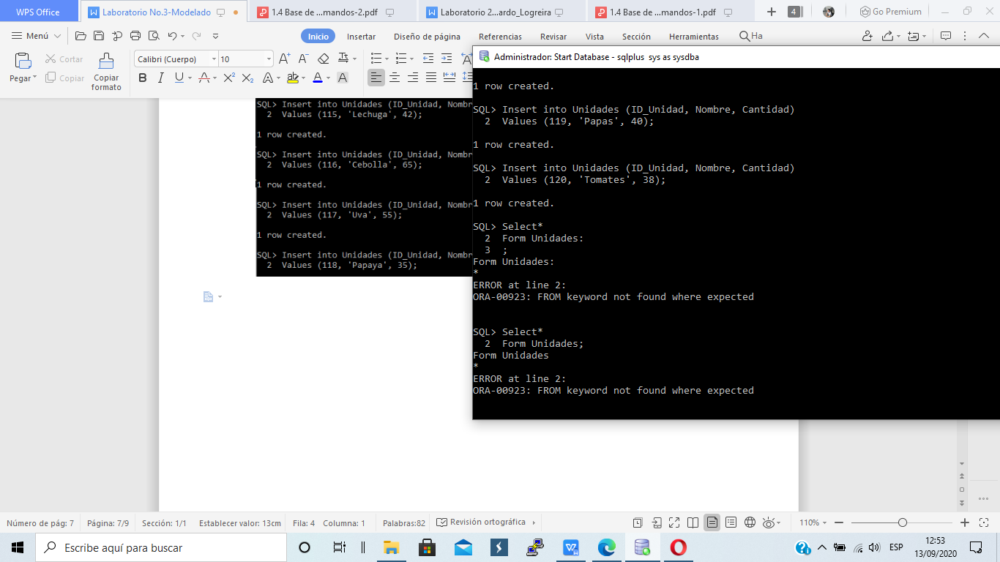 WPS Office
Laboratorio No.3-Modelado
1.4 Base de ...mandos-2.pdf
Laboratorio 2...ardo_Logreira
1.4 Base de ...mandos-1.pdf
4
Go Premium
Menú
Inicio
Insertar
Diseño de página
Referencias
Revisar
Vista
Sección
Herramientas
Ha
Pegar
Cortar
Copiar
Copiar formato
Calibri (Cuerpo)
10
Administrador: Start Database - sqlplus sys as sysdba
SQL> Insert into Unidades (ID_Unidad, Nombr
2 Values (115, 'Lechuga', 42);
1 row created.
SQL> Insert into Unidades (ID_Unidad, Nombr
2 Values (116, 'Cebolla', 65);
1 row created.
SQL> Insert into Unidades (ID_Unidad, Nombr
2 Values (117, 'Uva', 55);
1 row created.
SQL> Insert into Unidades (ID_Unidad, Nombr
2 Values (118, 'Papaya', 35);
1 row created.
SQL> Insert into Unidades (ID_Unidad, Nombre, Cantidad)
2 Values (119, 'Papas', 40);
1 row created.
SQL> Insert into Unidades (ID_Unidad, Nombre, Cantidad)
2 Values (120, 'Tomates', 38);
1 row created.
SQL> Select*
2 Form Unidades:
3 ;
Form Unidades:
*
ERROR at line 2:
ORA-00923: FROM keyword not found where expected
SQL> Select*
2 Form Unidades;
Form Unidades
*
ERROR at line 2:
ORA-00923: FROM keyword not found where expected
Número de pág: 7
Página: 7/9
Sección: 1/1
Establecer valor: 13cm
Fila: 4
Columna: 1
Palabras:82
Revisión ortográfica
110%
Escribe aquí para buscar
ESP
12:53
13/09/2020